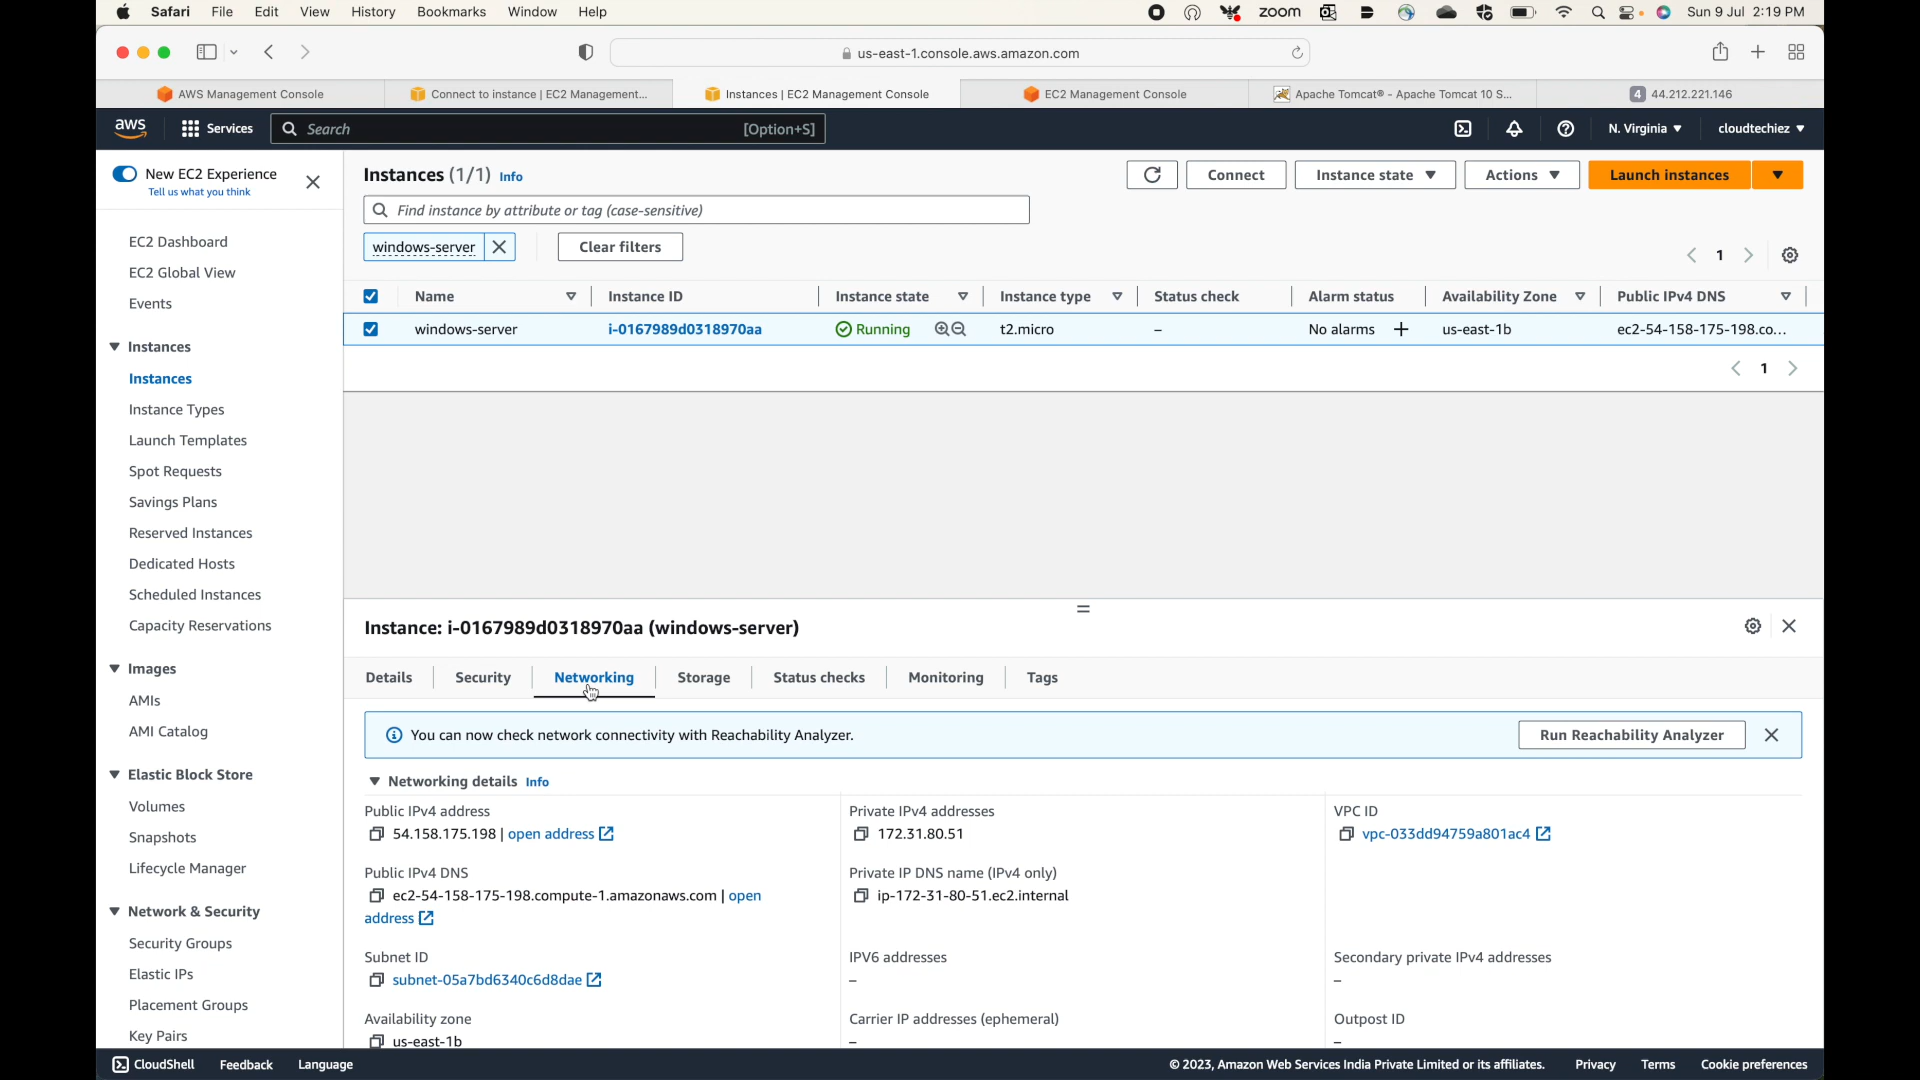 Safari File Edit View History Bookmarks Window Help zoom Sun 9 Jul 2:19 PM
us-east-1.console.aws.amazon.com
AWS Management Console Connect to instance | EC2 Management... Instances | EC2 Management Console EC2 Management Console Apache Tomcat® - Apache Tomcat 10 S... 4 44.212.221.146
aws Services Search [Option+S] N. Virginia cloudtechiez
New EC2 Experience
Tell us what you think
EC2 Dashboard
EC2 Global View
Events
Instances
Instances
Instance Types
Launch Templates
Spot Requests
Savings Plans
Reserved Instances
Dedicated Hosts
Scheduled Instances
Capacity Reservations
Images
AMIs
AMI Catalog
Elastic Block Store
Volumes
Snapshots
Lifecycle Manager
Network & Security
Security Groups
Elastic IPs
Placement Groups
Key Pairs
Instances (1/1) Info Connect Instance state Actions Launch instances
Find instance by attribute or tag (case-sensitive)
windows-server Clear filters
1
Name Instance ID Instance state Instance type Status check Alarm status Availability Zone Public IPv4 DNS
windows-server i-0167989d0318970aa Running t2.micro – No alarms us-east-1b ec2-54-158-175-198.co...
1
Instance: i-0167989d0318970aa (windows-server)
Details Security Networking Storage Status checks Monitoring Tags
You can now check network connectivity with Reachability Analyzer. Run Reachability Analyzer
Networking details Info
Public IPv4 address Private IPv4 addresses VPC ID
54.158.175.198 | open address 172.31.80.51 vpc-033dd94759a801ac4
Public IPv4 DNS Private IP DNS name (IPv4 only)
ec2-54-158-175-198.compute-1.amazonaws.com | open ip-172-31-80-51.ec2.internal
address
Subnet ID IPV6 addresses Secondary private IPv4 addresses
subnet-05a7bd6340c6d8dae – –
Availability zone Carrier IP addresses (ephemeral) Outpost ID
us-east-1b – –
CloudShell Feedback Language © 2023, Amazon Web Services India Private Limited or its affiliates. Privacy Terms Cookie preferences